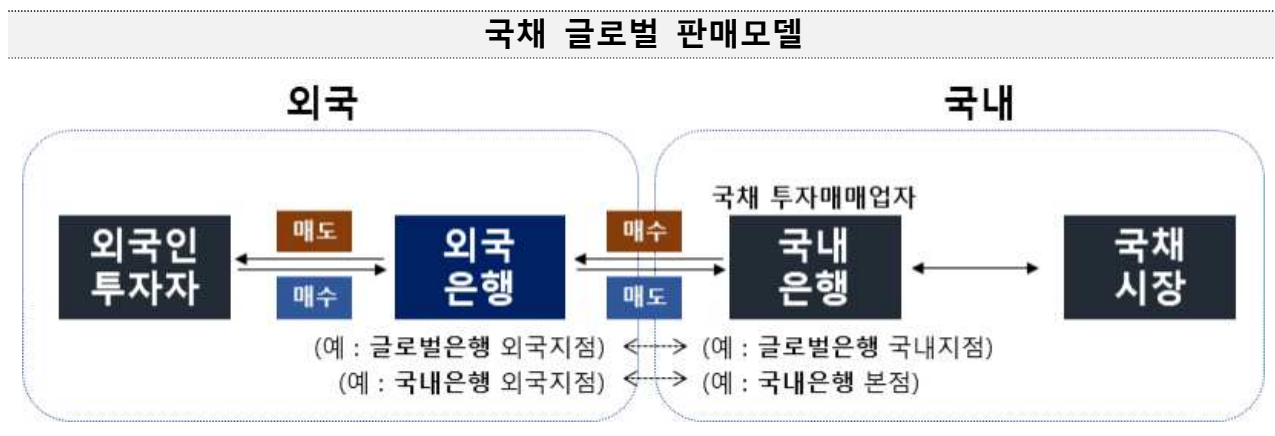 국채 글로벌 판매모델
외국
국내
국채 투자매매업자
외국인
투자자
매도
매수
외국
은행
매수
매도
국내
은행
국채
시장
(예 : 글로벌은행 외국지점)
(예 : 글로벌은행 국내지점)
(예 : 국내은행 외국지점)
(예 : 국내은행 본점)